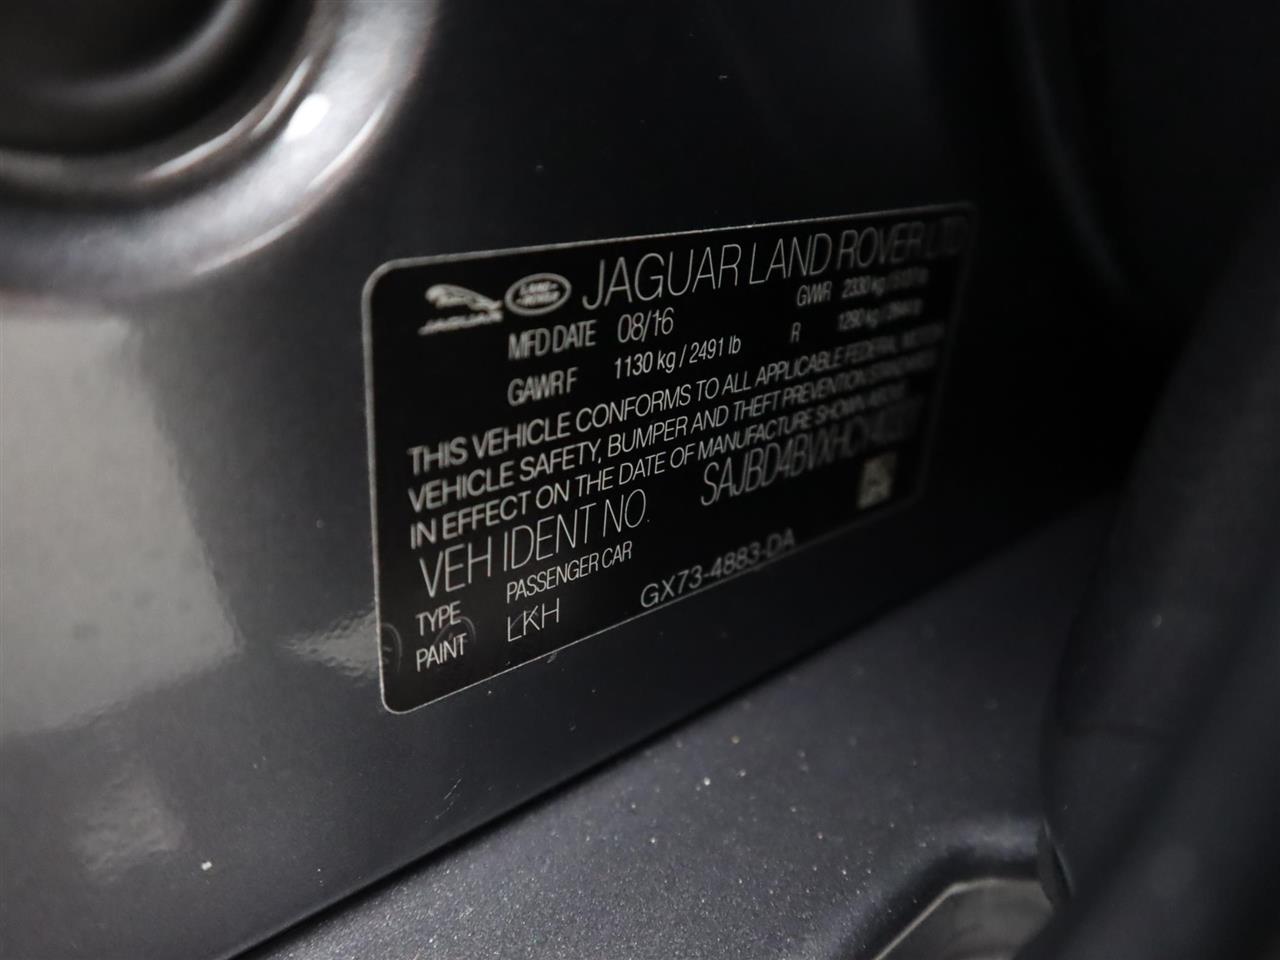 JAGUAR LAND-ROVER JAGUAR LAND ROVER LTD
MFD DATE 08/16 GVWR 2330 kg /
GAWR F 1130 kg / 2491 lb R 1290 kg /
THIS VEHICLE CONFORMS TO ALL APPLICABLE FEDERAL MOTOR
VEHICLE SAFETY, BUMPER AND THEFT PREVENTION STANDARDS
IN EFFECT ON THE DATE OF MANUFACTURE SHOWN ABOVE
VEH IDENT NO.
TYPE PASSENGER CAR
PAINT LKH GX73-4883-DA